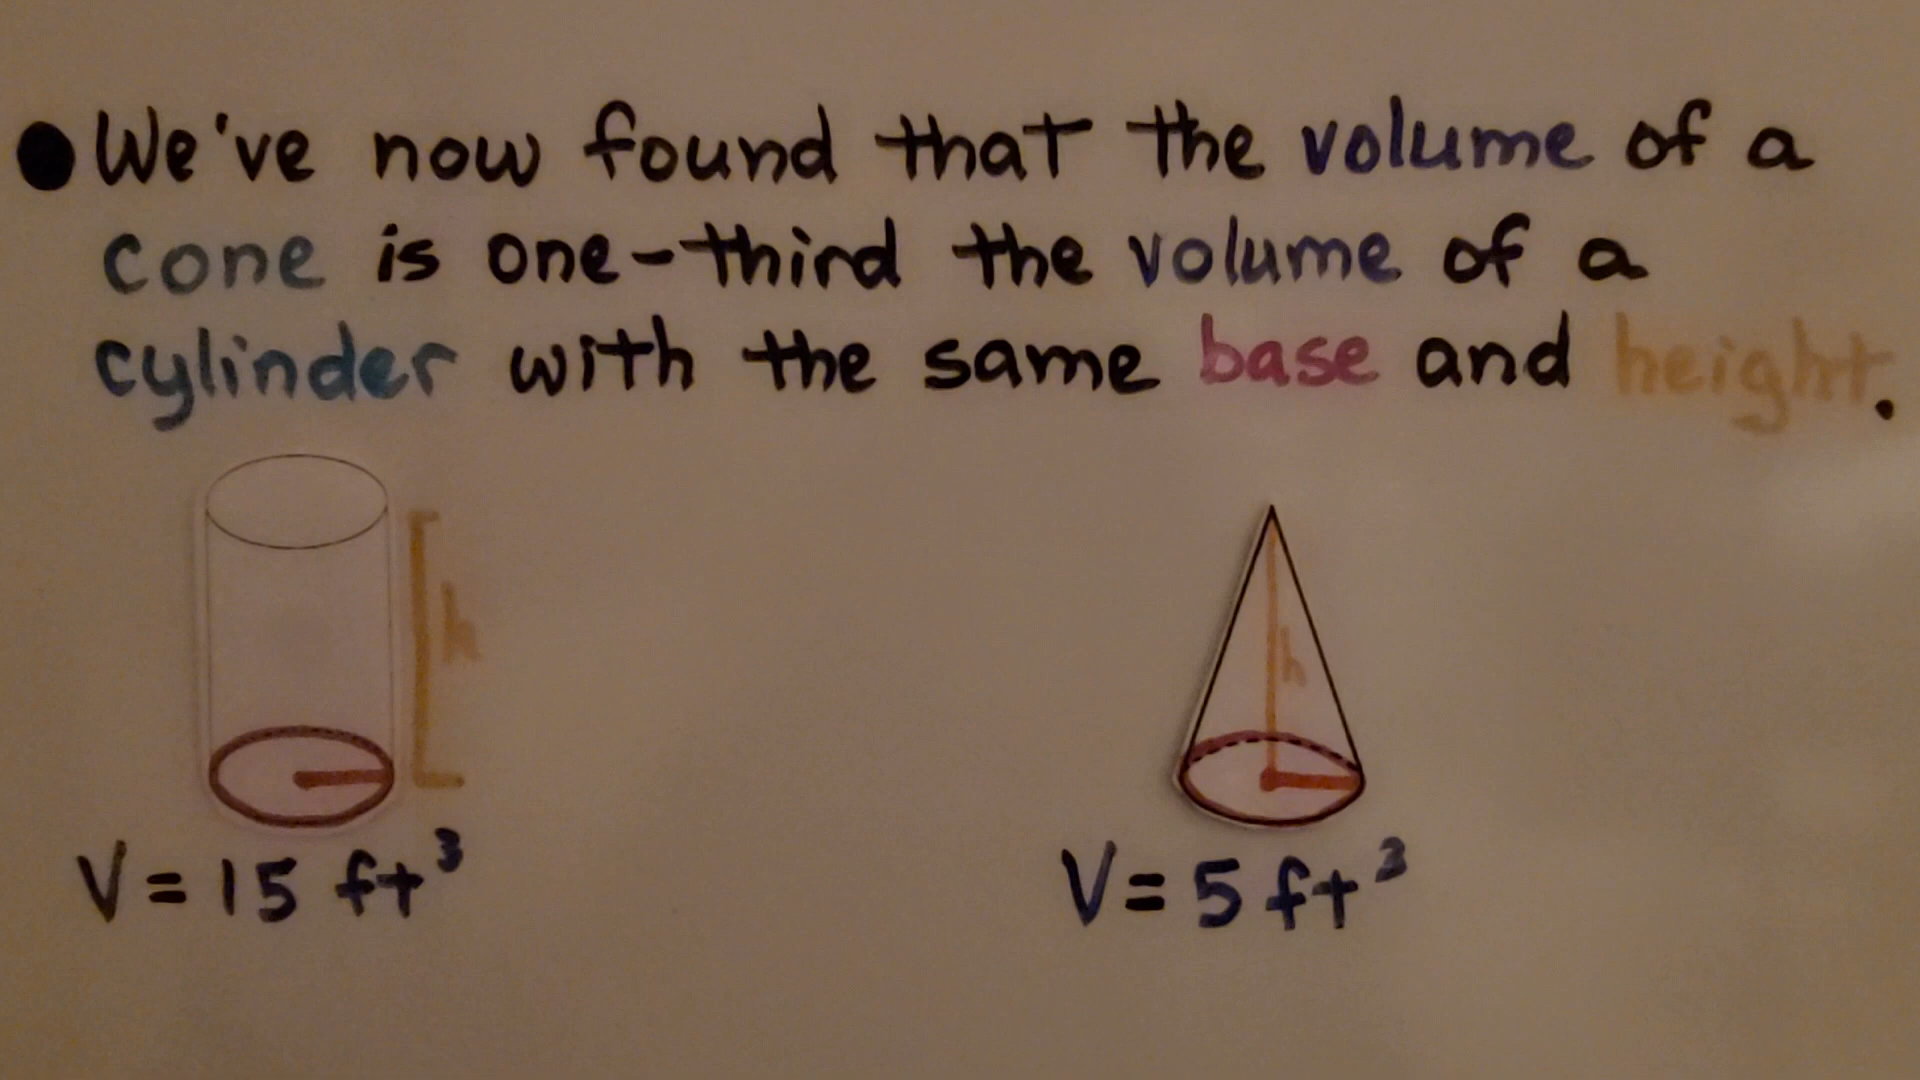 ● We've now found that the volume of a
cone is one-third the volume of a
cylinder with the same base and height.
h
h
V = 15 ft³
V = 5 ft³